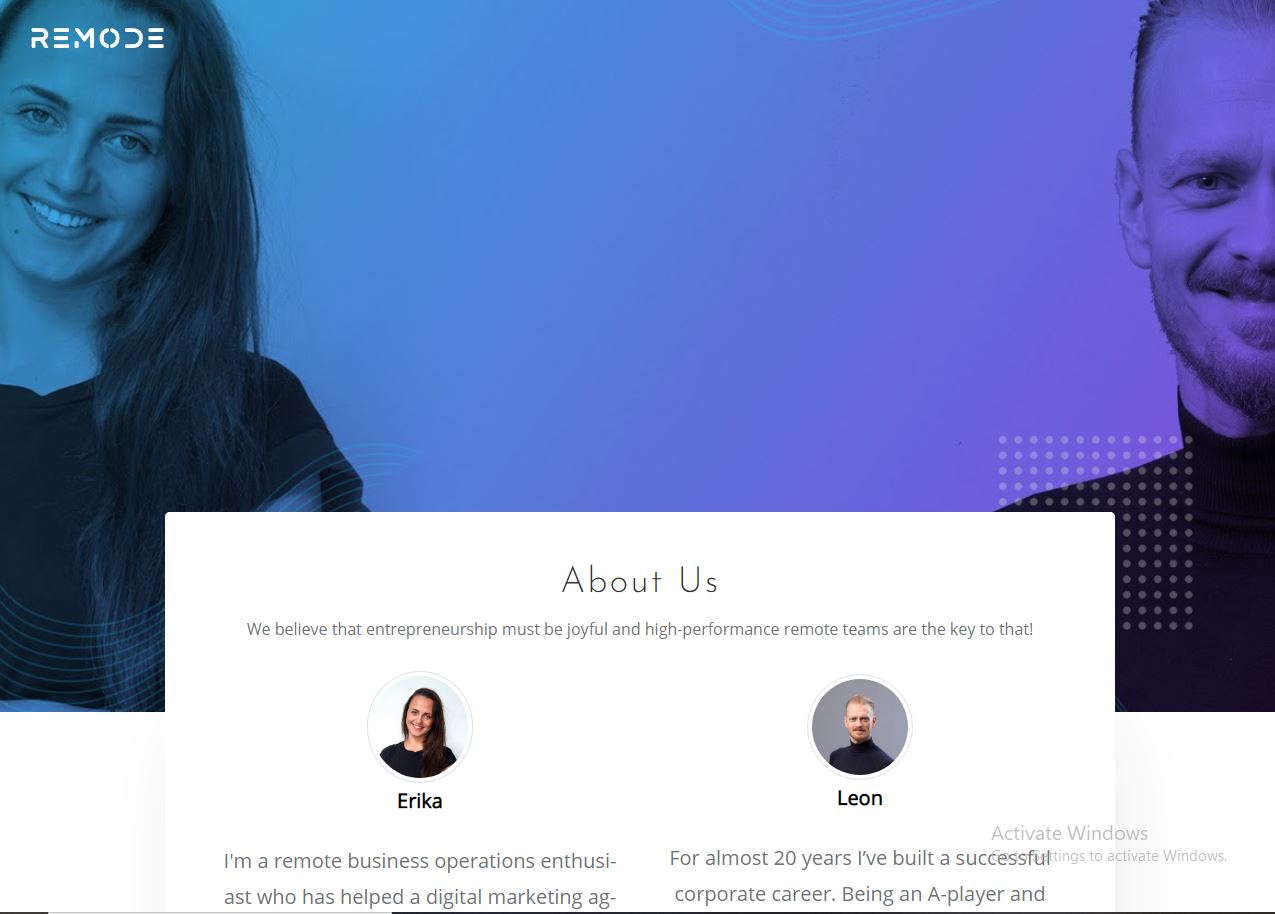 REMODE
About Us
We believe that entrepreneurship must be joyful and high-performance remote teams are the key to that!
Erika
Leon
I'm a remote business operations enthusi-
ast who has helped a digital marketing ag-
For almost 20 years I’ve built a successful
corporate career. Being an A-player and
Activate Windows
Go to Settings to activate Windows.